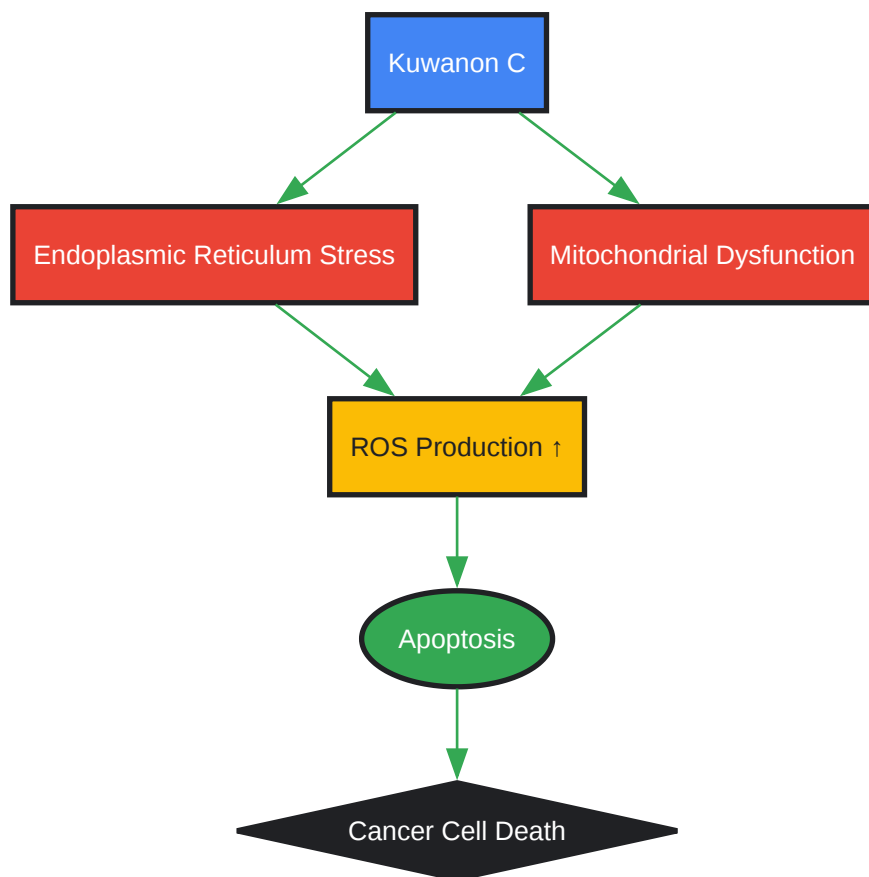 Kuwanon C
Endoplasmic Reticulum Stress
Mitochondrial Dysfunction
ROS Production ↑
Apoptosis
Cancer Cell Death